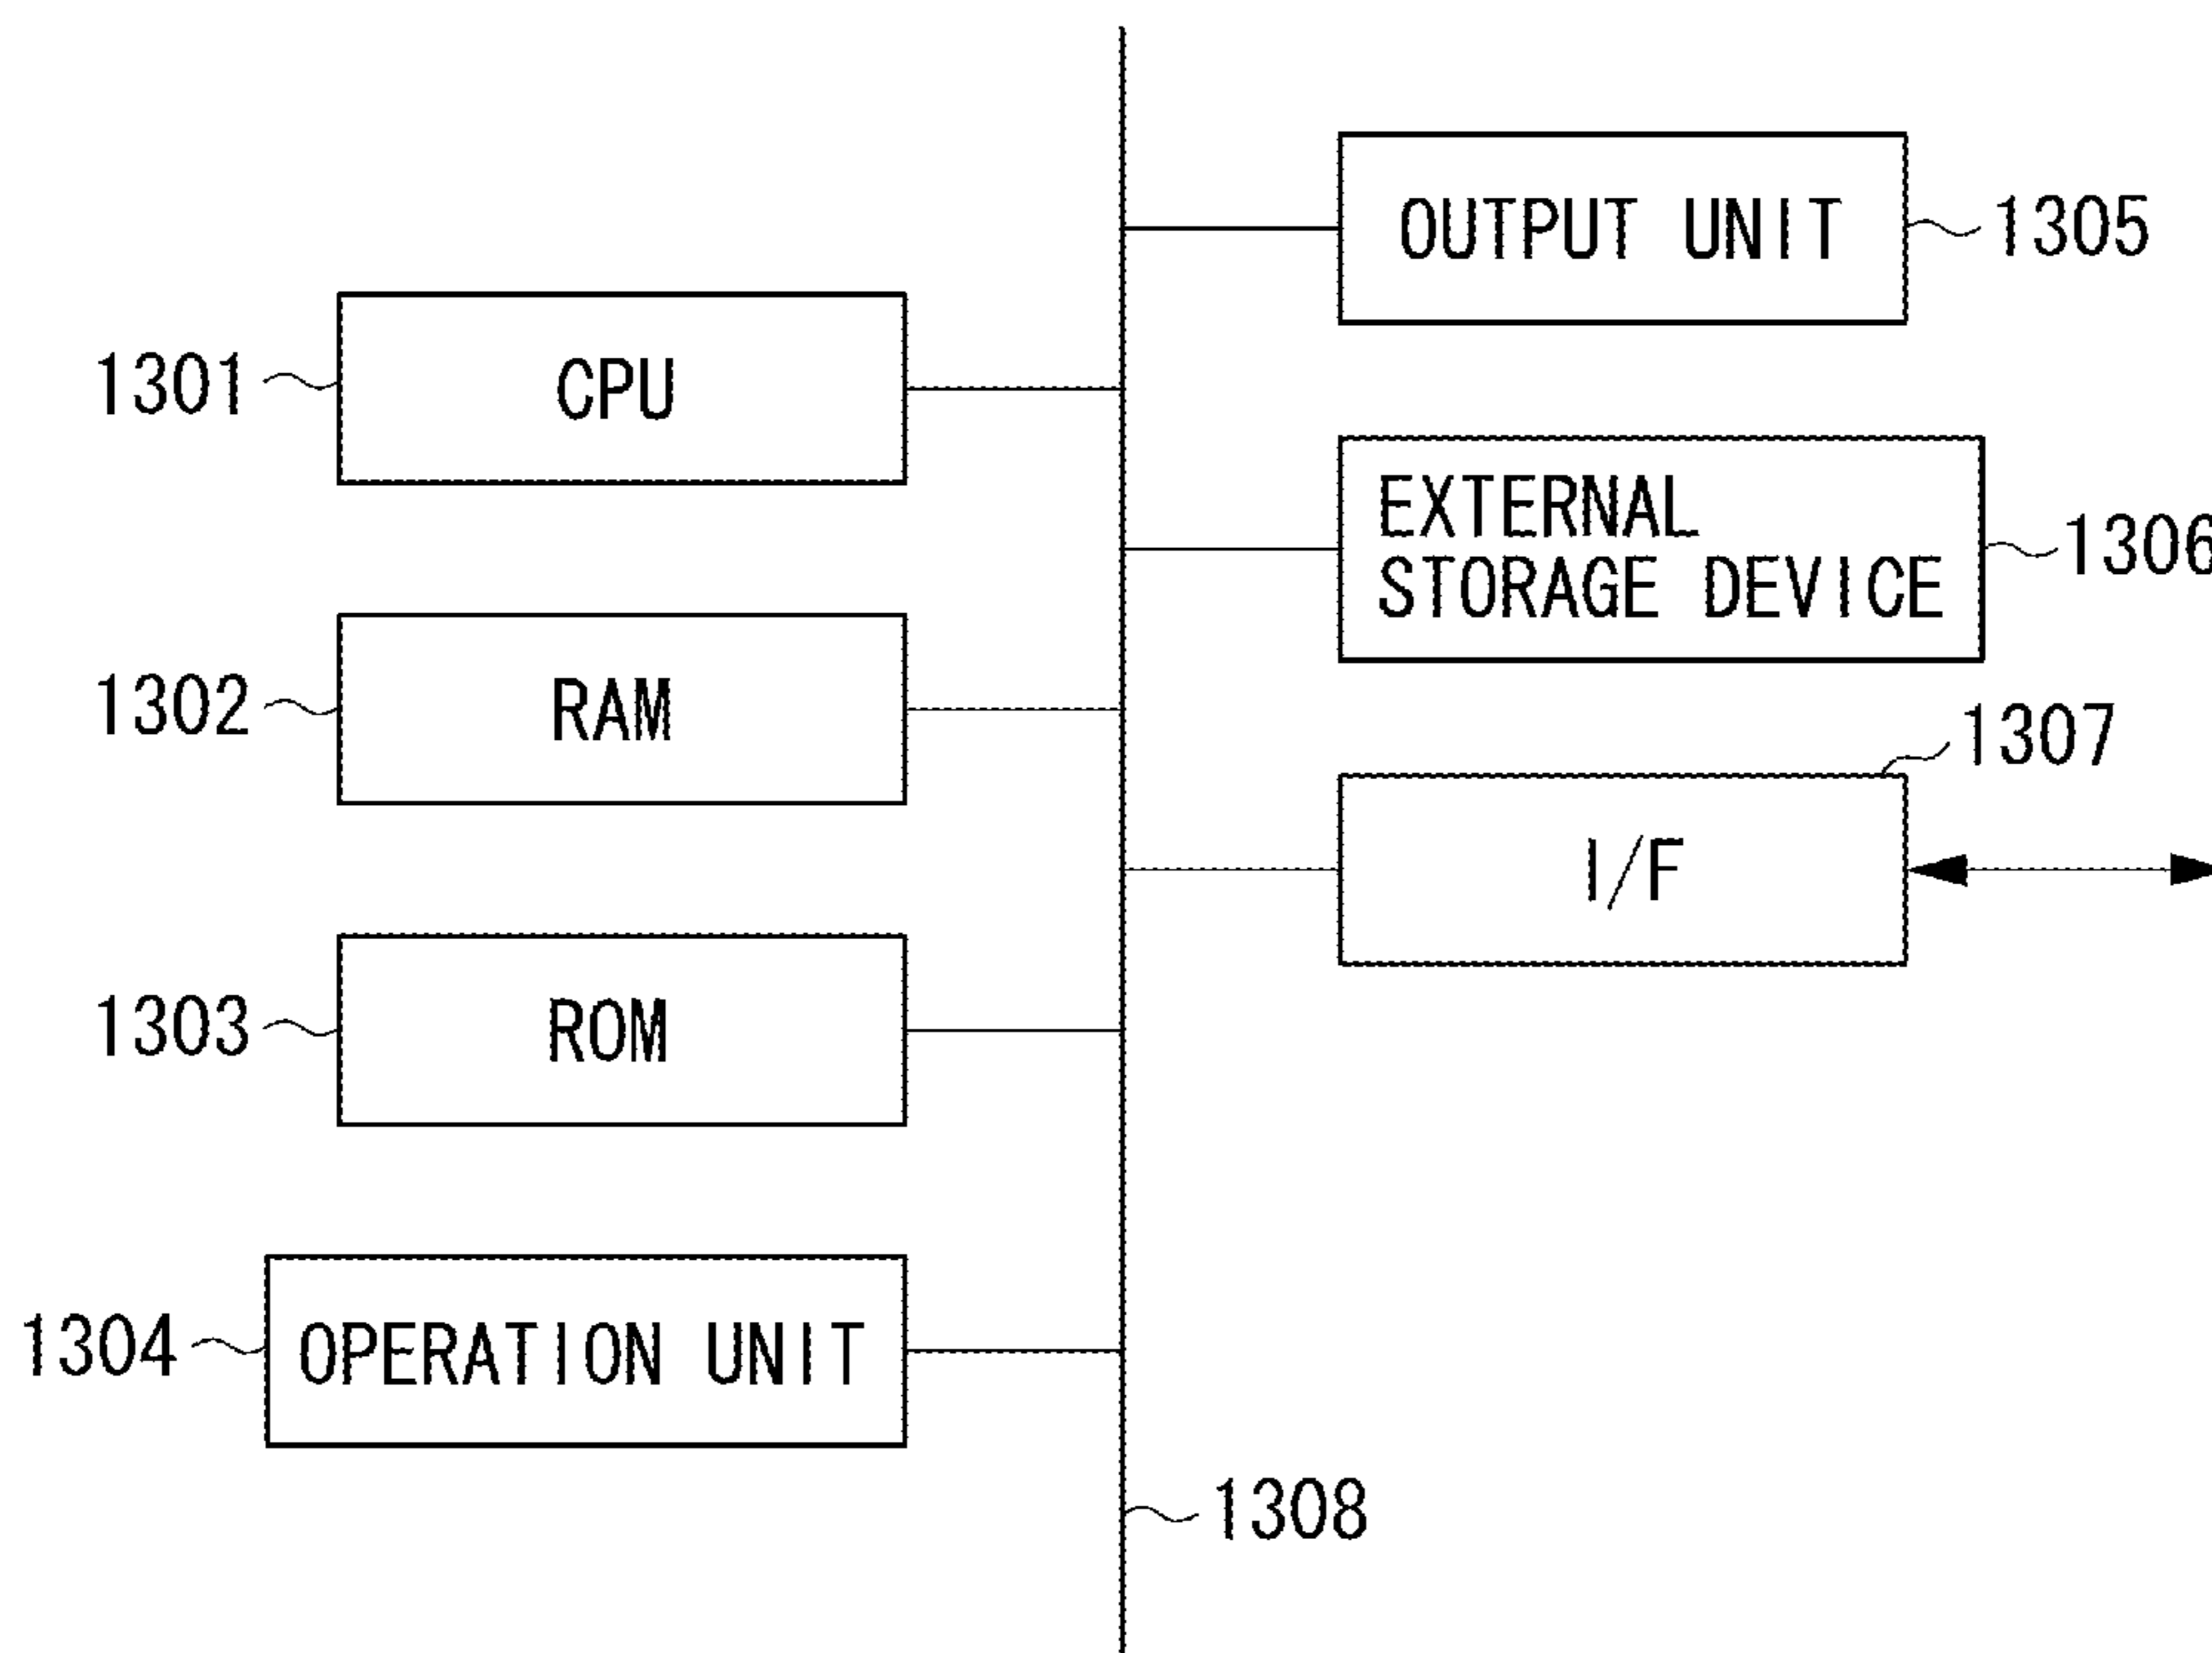 OUTPUT UNIT
1305
1301
CPU
EXTERNAL
STORAGE DEVICE
1306
1302
RAM
1307
I/F
1303
ROM
1304
OPERATION UNIT
1308